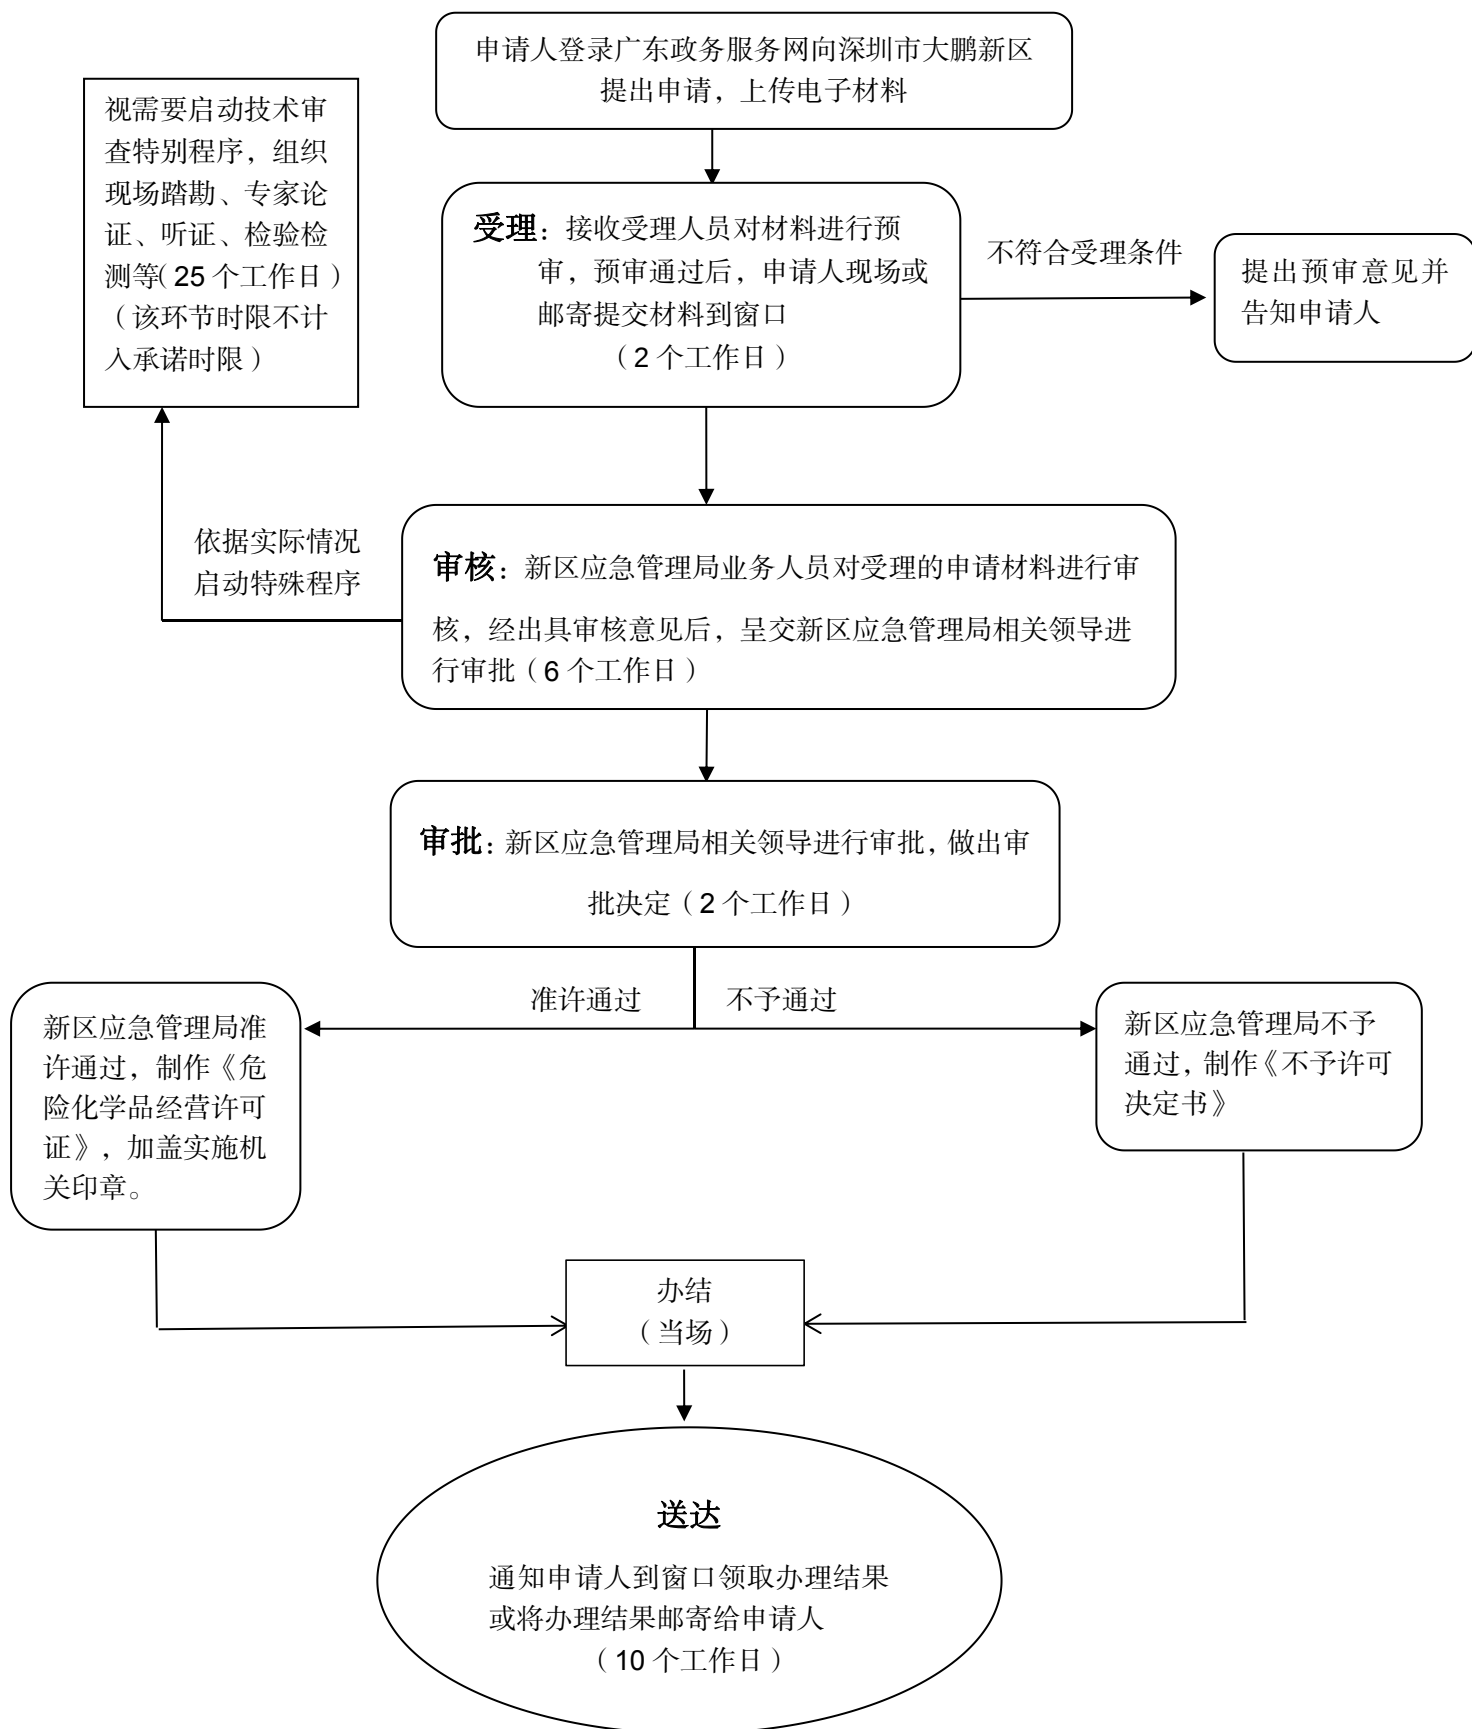 申请人登录广东政务服务网向深圳市大鹏新区
提出申请，上传电子材料
视需要启动技术审
查特别程序，组织
现场踏勘、专家论
证、听证、检验检
测等（25 个工作日）
（该环节时限不计
入承诺时限）
受理：接收受理人员对材料进行预
审，预审通过后，申请人现场或
邮寄提交材料到窗口
（2 个工作日）
不符合受理条件
提出预审意见并
告知申请人
依据实际情况
启动特殊程序
审核：新区应急管理局业务人员对受理的申请材料进行审
核，经出具审核意见后，呈交新区应急管理局相关领导进
行审批（6 个工作日）
审批：新区应急管理局相关领导进行审批，做出审
批决定（2 个工作日）
准许通过
不予通过
新区应急管理局准
许通过，制作《危
险化学品经营许可
证》，加盖实施机
关印章。
新区应急管理局不予
通过，制作《不予许可
决定书》
办结
（当场）
送达
通知申请人到窗口领取办理结果
或将办理结果邮寄给申请人
（10 个工作日）